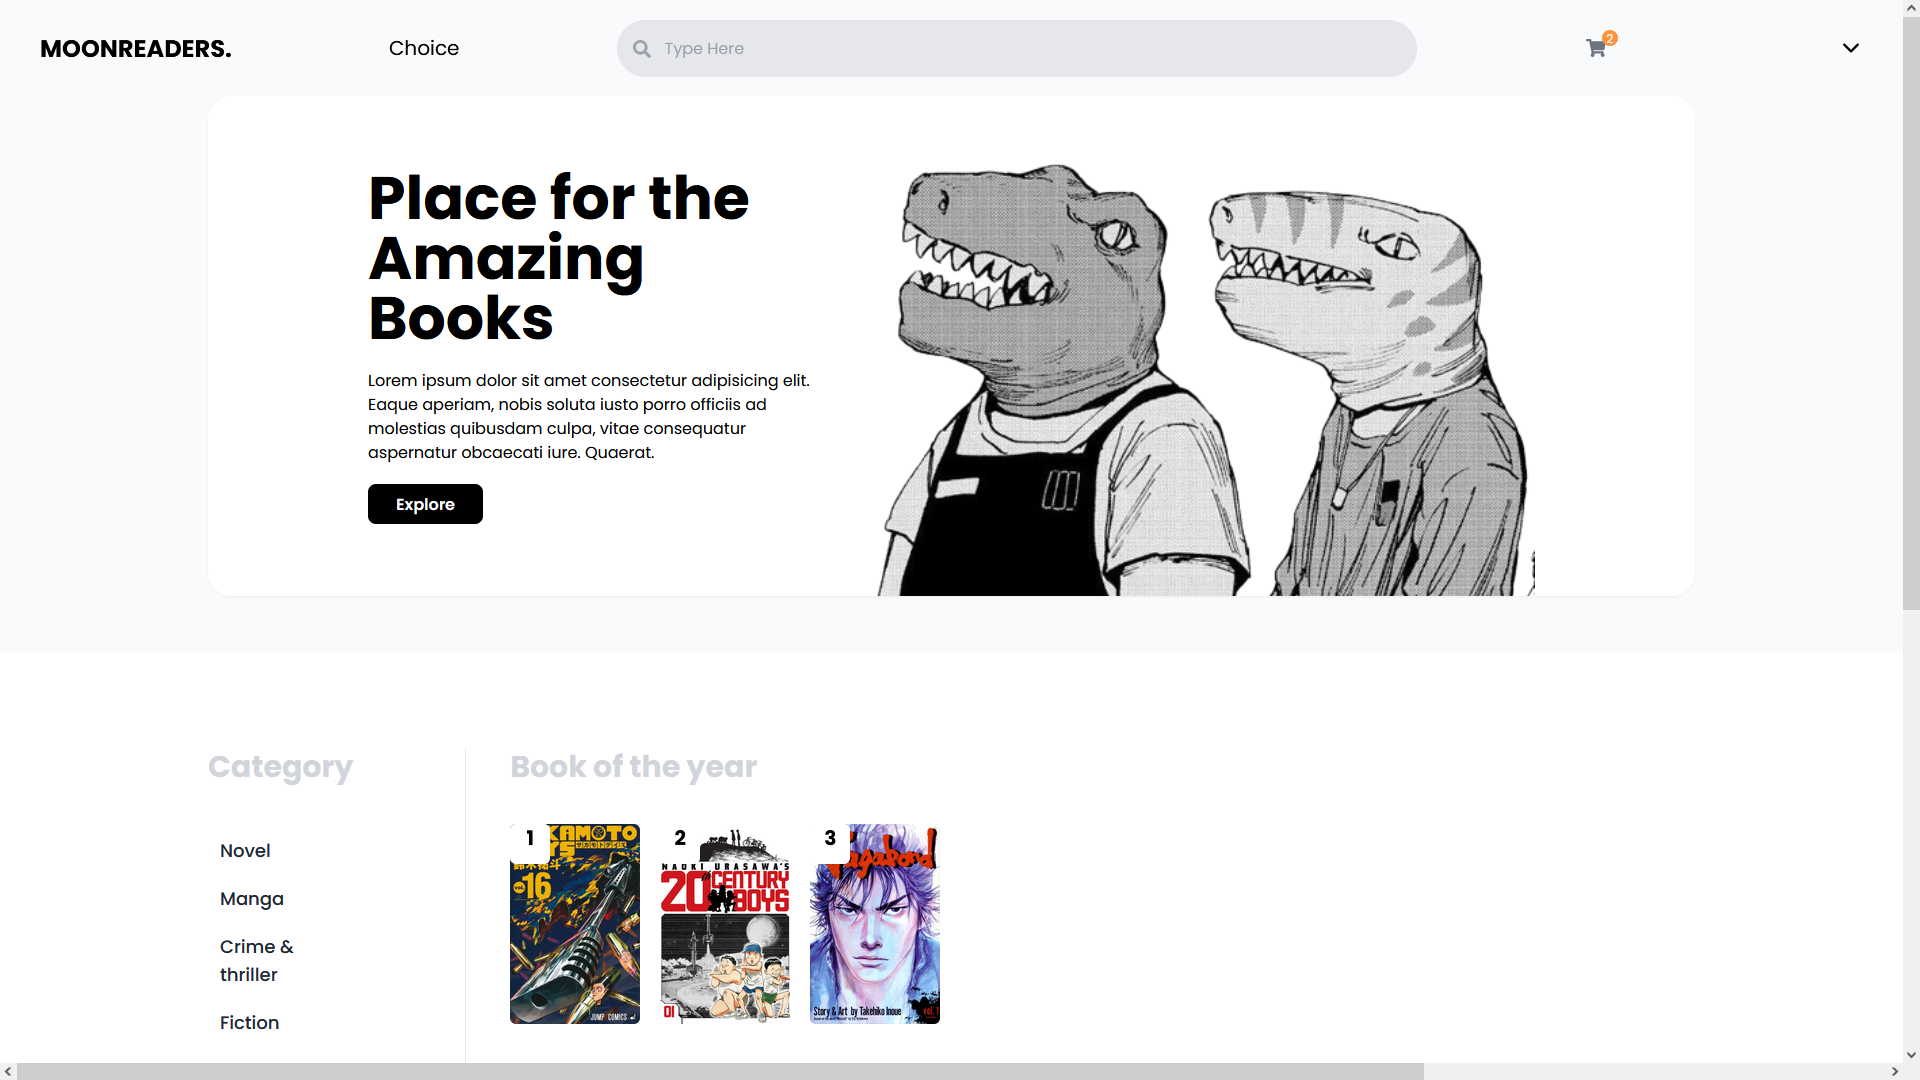 MOONREADERS.
Choice
Type Here
2
Place for the
Amazing
Books
Lorem ipsum dolor sit amet consectetur adipisicing elit.
Eaque aperiam, nobis soluta iusto porro officiis ad
molestias quibusdam culpa, vitae consequatur
aspernatur obcaecati iure. Quaerat.
Explore
Category
Novel
Manga
Crime &
thriller
Fiction
Book of the year
1
KAMOTO
YS
16
JUMP COMICS
2
NAOKI URASAWA'S
20th CENTURY
BOYS
01
3
Vagabond
Story & Art by Takehiko Inoue
vol. 1